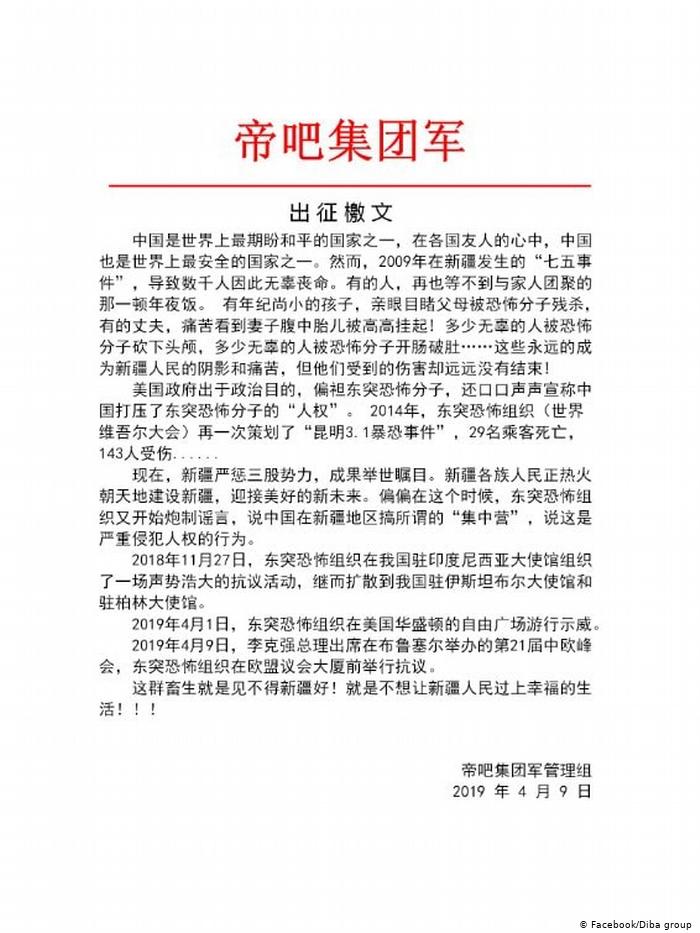 帝吧集团军
出征檄文
中国是世界上最期盼和平的国家之一，在各国友人的心中，中国
也是世界上最安全的国家之一。然而，2009年在新疆发生的“七五事
件”，导致数千人因此无辜丧命。有的人，再也等不到与家人团聚的
那一顿年夜饭。 有年纪尚小的孩子，亲眼目睹父母被恐怖分子残杀，
有的丈夫，痛苦看到妻子腹中胎儿被高高挂起！多少无辜的人被恐怖
分子砍下头颅，多少无辜的人被恐怖分子开肠破肚……这些永远的成
为新疆人民的阴影和痛苦，但他们受到的伤害却远远没有结束！
美国政府出于政治目的，偏袒东突恐怖分子，还口口声声宣称中
国打压了东突恐怖分子的“人权”。 2014年，东突恐怖组织（世界
维吾尔大会）再一次策划了“昆明3.1暴恐事件”，29名乘客死亡，
143人受伤......
现在，新疆严惩三股势力，成果举世瞩目。新疆各族人民正热火
朝天地建设新疆，迎接美好的新未来。偏偏在这个时候，东突恐怖组
织又开始炮制谣言，说中国在新疆地区搞所谓的“集中营”，说这是
严重侵犯人权的行为。
2018年11月27日，东突恐怖组织在我国驻印度尼西亚大使馆组织
了一场声势浩大的抗议活动，继而扩散到我国驻伊斯坦布尔大使馆和
驻柏林大使馆。
2019年4月1日，东突恐怖组织在美国华盛顿的自由广场游行示威。
2019年4月9日，李克强总理出席在布鲁塞尔举办的第21届中欧峰
会，东突恐怖组织在欧盟议会大厦前举行抗议。
这群畜生就是见不得新疆好！就是不想让新疆人民过上幸福的生
活！！！
帝吧集团军管理组
2019 年 4 月 9 日
© Facebook/Diba group